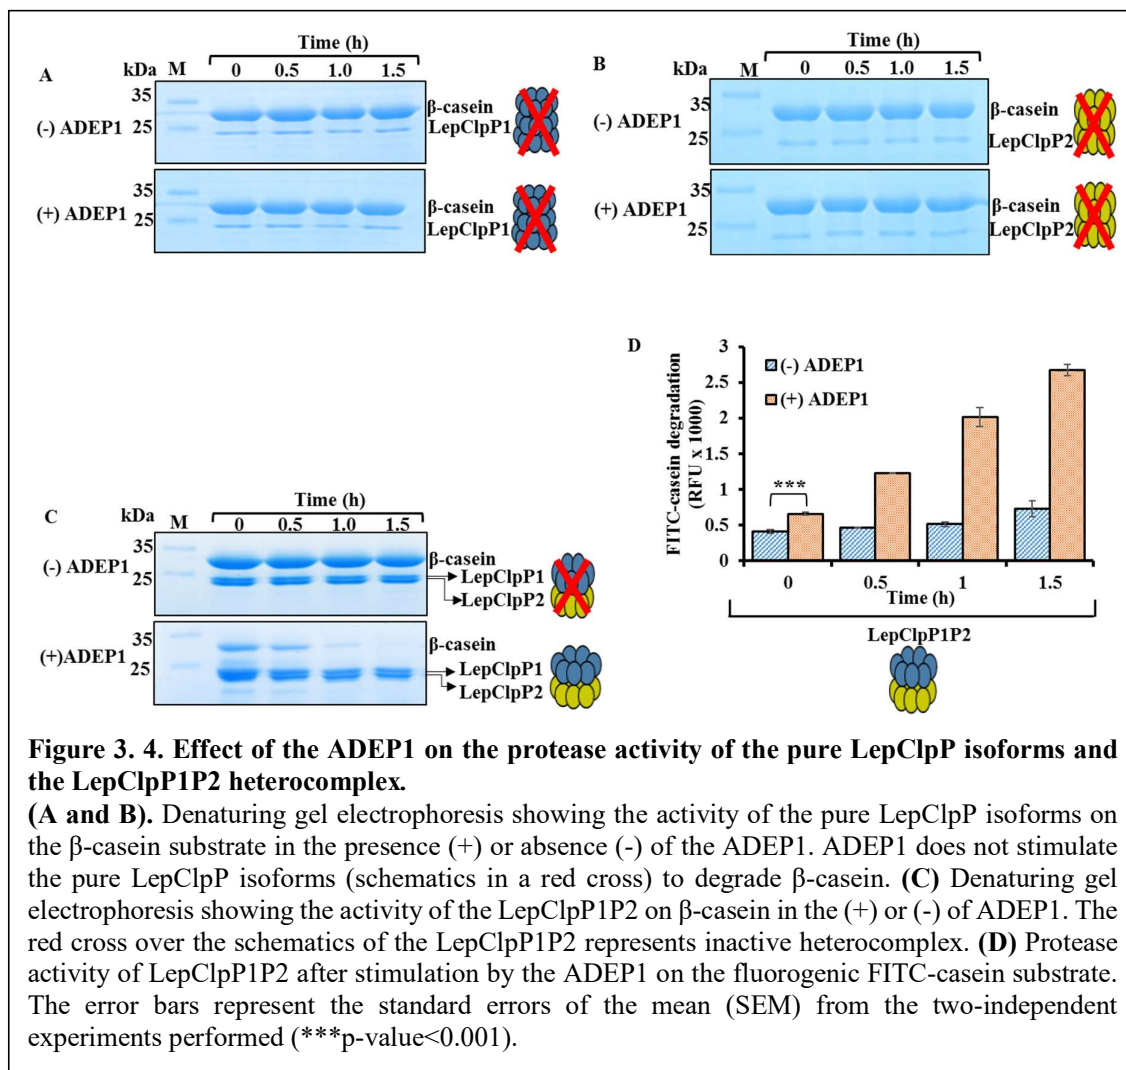 A
Time (h)
kDa M 0 0.5 1.0 1.5
35
(-) ADEP1
25
β-casein
LepClpP1
35
(+) ADEP1
25
β-casein
LepClpP1
B
Time (h)
kDa M 0 0.5 1.0 1.5
35
(-) ADEP1
25
β-casein
LepClpP2
35
(+) ADEP1
25
β-casein
LepClpP2
C
Time (h)
kDa M 0 0.5 1.0 1.5
35
(-) ADEP1
25
β-casein
LepClpP1
LepClpP2
35
(+)ADEP1
25
β-casein
LepClpP1
LepClpP2
D
FITC-casein degradation
(RFU x 1000)
3
2.5
2
1.5
1
0.5
0
(-) ADEP1
(+) ADEP1
***
0 0.5 1 1.5
Time (h)
LepClpP1P2
Figure 3. 4. Effect of the ADEP1 on the protease activity of the pure LepClpP isoforms and
the LepClpP1P2 heterocomplex.
(A and B). Denaturing gel electrophoresis showing the activity of the pure LepClpP isoforms on
the β-casein substrate in the presence (+) or absence (-) of the ADEP1. ADEP1 does not stimulate
the pure LepClpP isoforms (schematics in a red cross) to degrade β-casein. (C) Denaturing gel
electrophoresis showing the activity of the LepClpP1P2 on β-casein in the (+) or (-) of ADEP1. The
red cross over the schematics of the LepClpP1P2 represents inactive heterocomplex. (D) Protease
activity of LepClpP1P2 after stimulation by the ADEP1 on the fluorogenic FITC-casein substrate.
The error bars represent the standard errors of the mean (SEM) from the two-independent
experiments performed (***p-value<0.001).